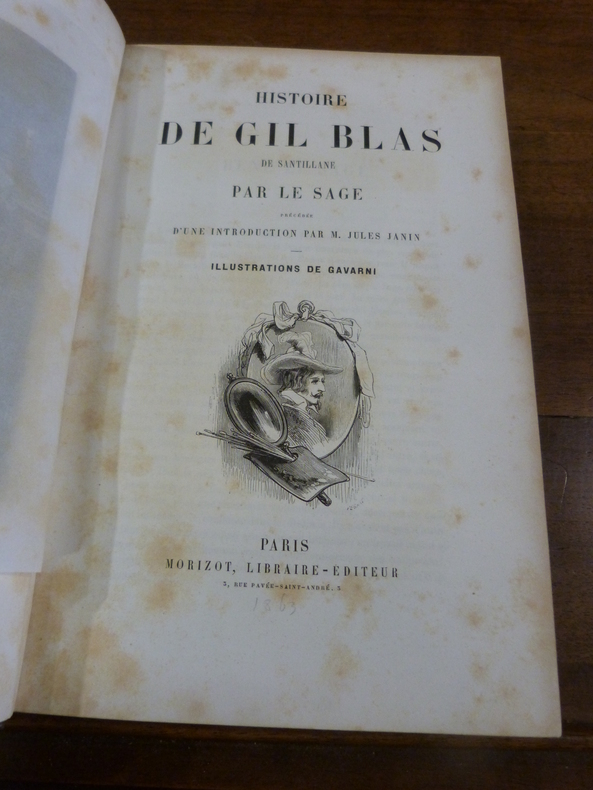 HISTOIRE
DE GIL BLAS
DE SANTILLANE
PAR LE SAGE
PRÉCÉDÉE
D'UNE INTRODUCTION PAR M. JULES JANIN
ILLUSTRATIONS DE GAVARNI
PARIS
MORIZOT, LIBRAIRE-ÉDITEUR
3, RUE PAVÉE-SAINT-ANDRÉ, 3
1863